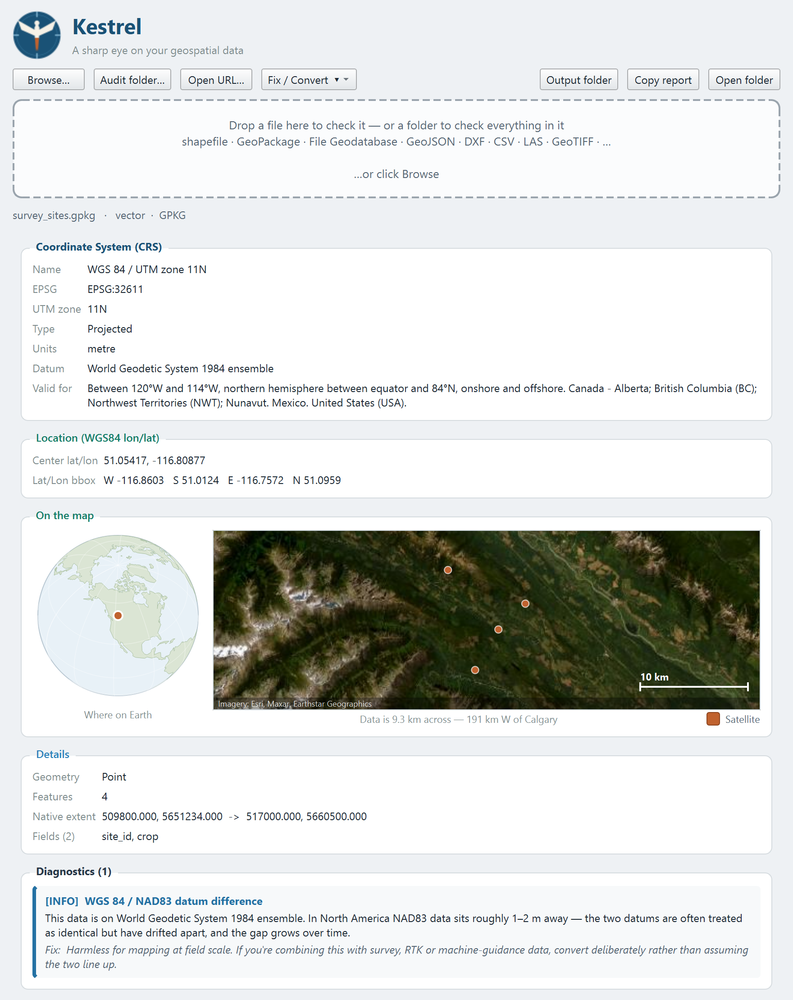 Kestrel
A sharp eye on your geospatial data
Browse... Audit folder... Open URL... Fix / Convert ▼ Output folder Copy report Open folder
Drop a file here to check it — or a folder to check everything in it
shapefile · GeoPackage · File Geodatabase · GeoJSON · DXF · CSV · LAS · GeoTIFF · ...
...or click Browse
survey_sites.gpkg · vector · GPKG
Coordinate System (CRS)
Name WGS 84 / UTM zone 11N
EPSG EPSG:32611
UTM zone 11N
Type Projected
Units metre
Datum World Geodetic System 1984 ensemble
Valid for Between 120°W and 114°W, northern hemisphere between equator and 84°N, onshore and offshore. Canada - Alberta; British Columbia (BC);
Northwest Territories (NWT); Nunavut. Mexico. United States (USA).
Location (WGS84 lon/lat)
Center lat/lon 51.05417, -116.80877
Lat/Lon bbox W -116.8603 S 51.0124 E -116.7572 N 51.0959
On the map
10 km
Imagery: Esri, Maxar, Earthstar Geographics
Where on Earth
Data is 9.3 km across — 191 km W of Calgary
Satellite
Details
Geometry Point
Features 4
Native extent 509800.000, 5651234.000 -> 517000.000, 5660500.000
Fields (2) site_id, crop
Diagnostics (1)
[INFO] WGS 84 / NAD83 datum difference
This data is on World Geodetic System 1984 ensemble. In North America NAD83 data sits roughly 1–2 m away — the two datums are often treated
as identical but have drifted apart, and the gap grows over time.
Fix: Harmless for mapping at field scale. If you're combining this with survey, RTK or machine-guidance data, convert deliberately rather than assuming
the two line up.